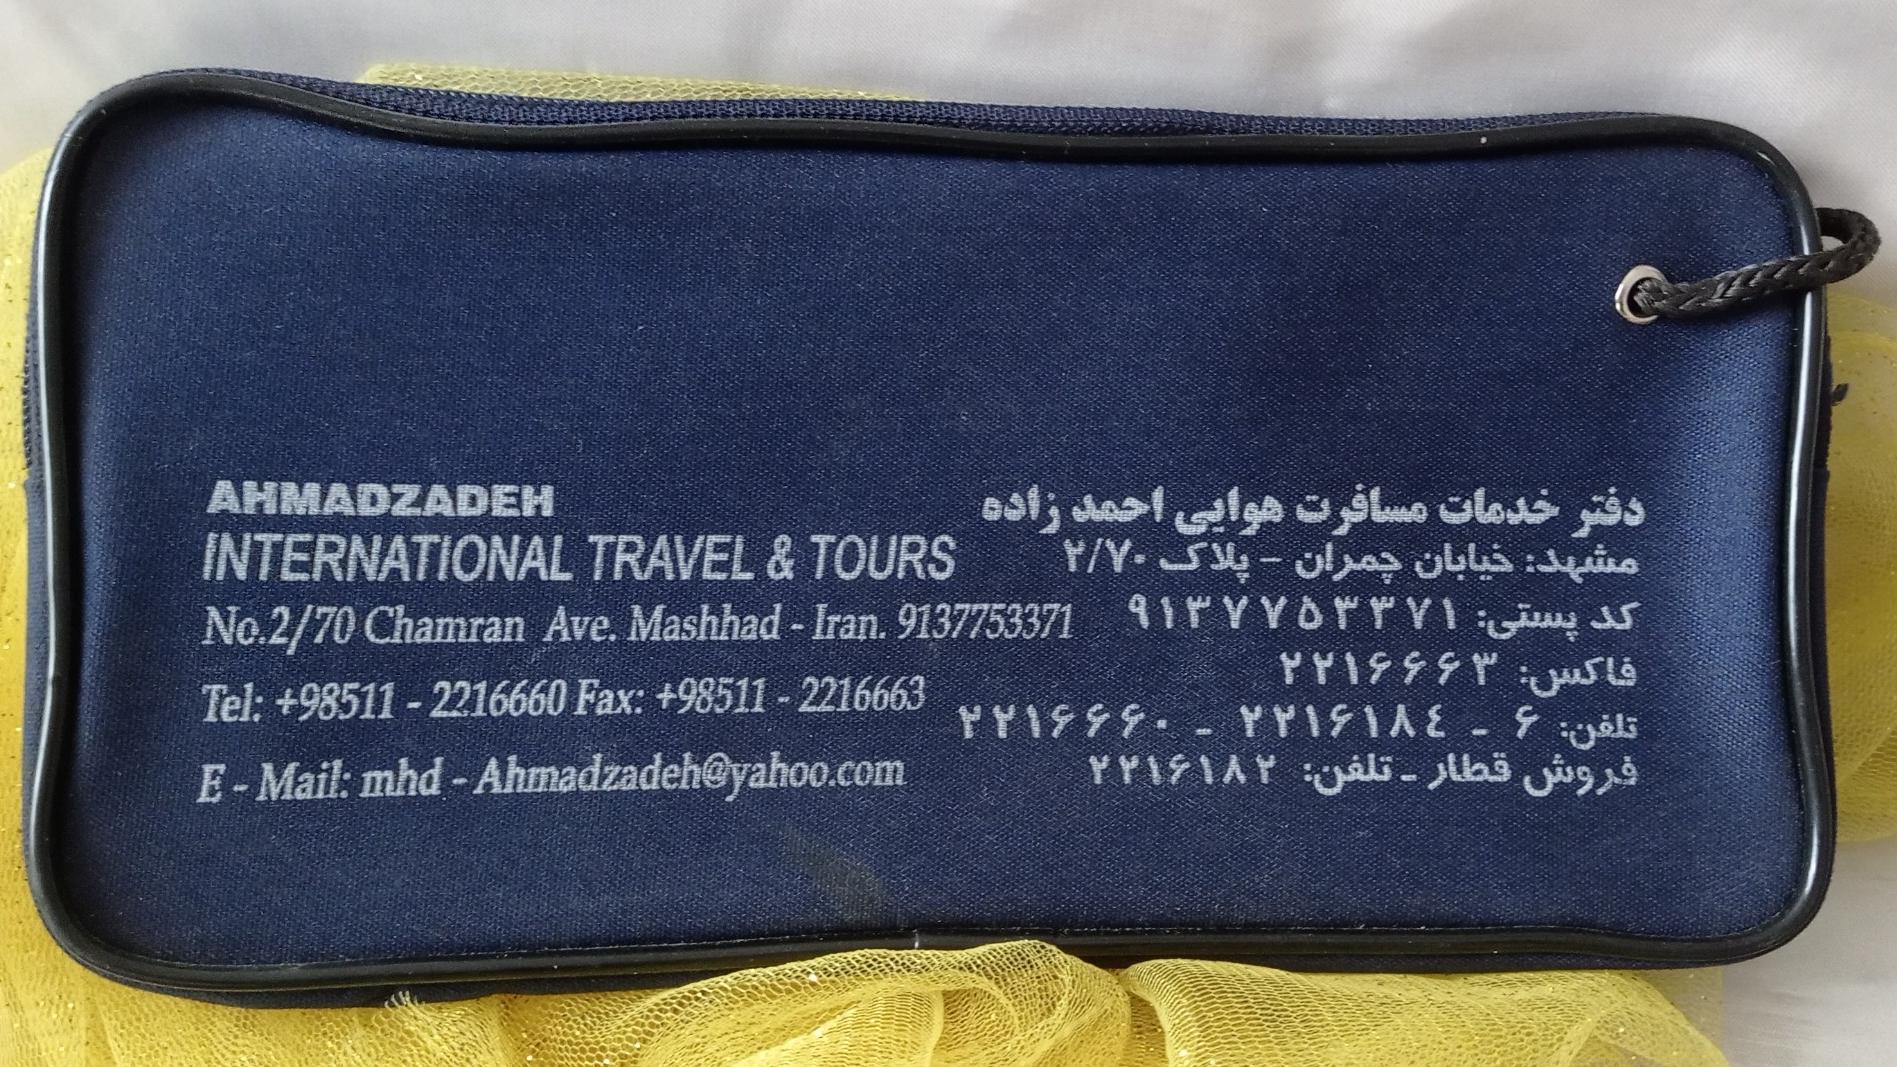 AHMADZADEH
INTERNATIONAL TRAVEL & TOURS
No.2/70 Chamran Ave. Mashhad - Iran. 9137753371
Tel: +98511 - 2216660 Fax: +98511 - 2216663
E - Mail: mhd - Ahmadzadeh@yahoo.com
دفتر خدمات مسافرت هوایی احمد زاده
مشهد: خیابان چمران - پلاک ۲/۷۰
کد پستی: ۹۱۳۷۷۵۳۳۷۱
فاکس: ۲۲۱۶۶۶۳
تلفن: ۶ - ۲۲۱۶۱۸۴ - ۲۲۱۶۶۶۰
فروش قطار - تلفن: ۲۲۱۶۱۸۲